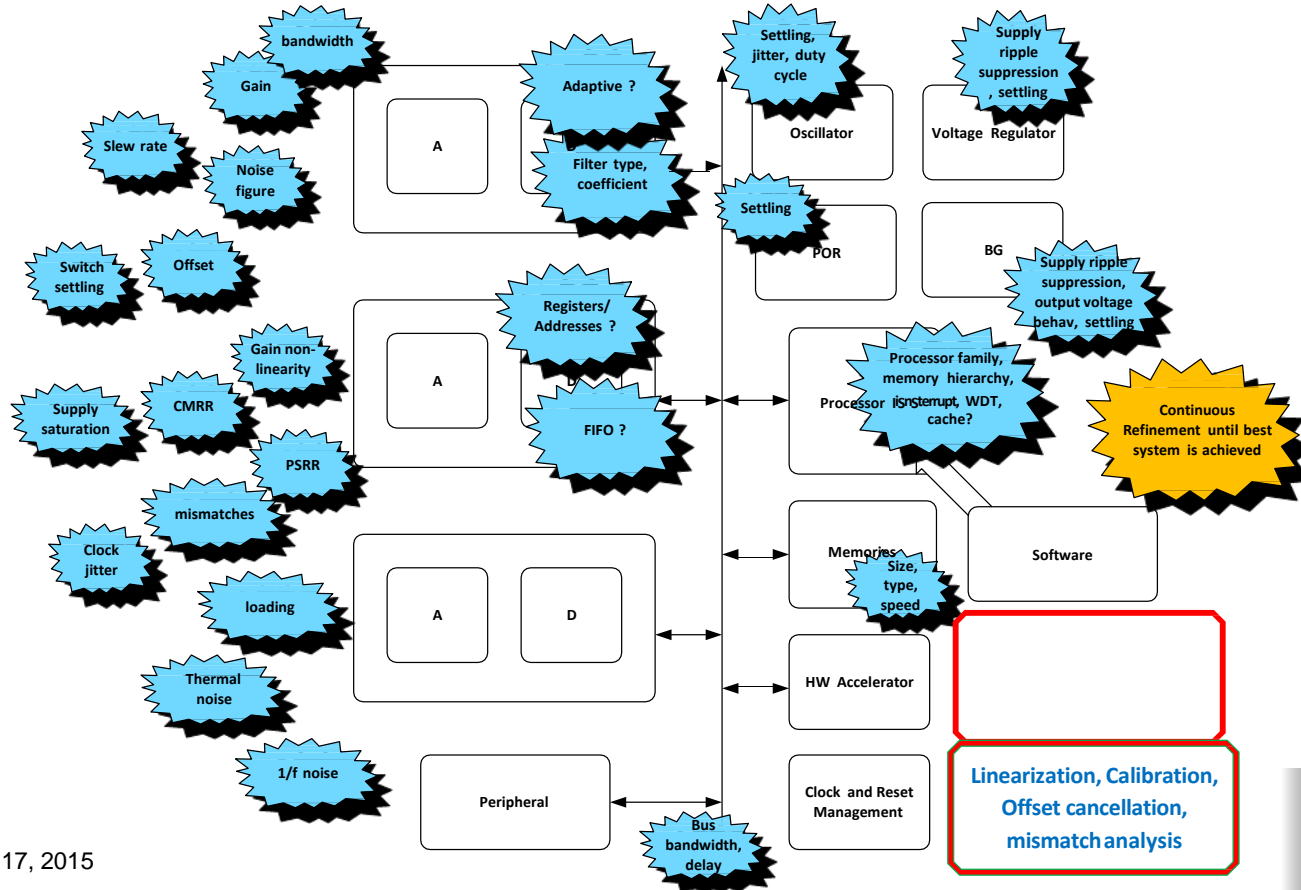 bandwidth
Gain
Slew rate
Noise
figure
Switch
settling
Offset
Gain non-
linearity
Supply
saturation
CMRR
PSRR
mismatches
Clock
jitter
loading
Thermal
noise
1/f noise
A
Adaptive ?
Filter type,
coefficient
A
Registers/
Addresses ?
FIFO ?
A
D
Peripheral
Bus
bandwidth,
delay
Settling,
jitter, duty
cycle
Oscillator
Supply
ripple
suppression
, settling
Voltage Regulator
Settling
POR
BG
Supply ripple
suppression,
output voltage
behav, settling
Processor family,
memory hierarchy,
interrupt, WDT,
cache?
Processor
Continuous
Refinement until best
system is achieved
Memories
Size,
type,
speed
Software
HW Accelerator
Clock and Reset
Management
Linearization, Calibration,
Offset cancellation,
mismatch analysis
17, 2015